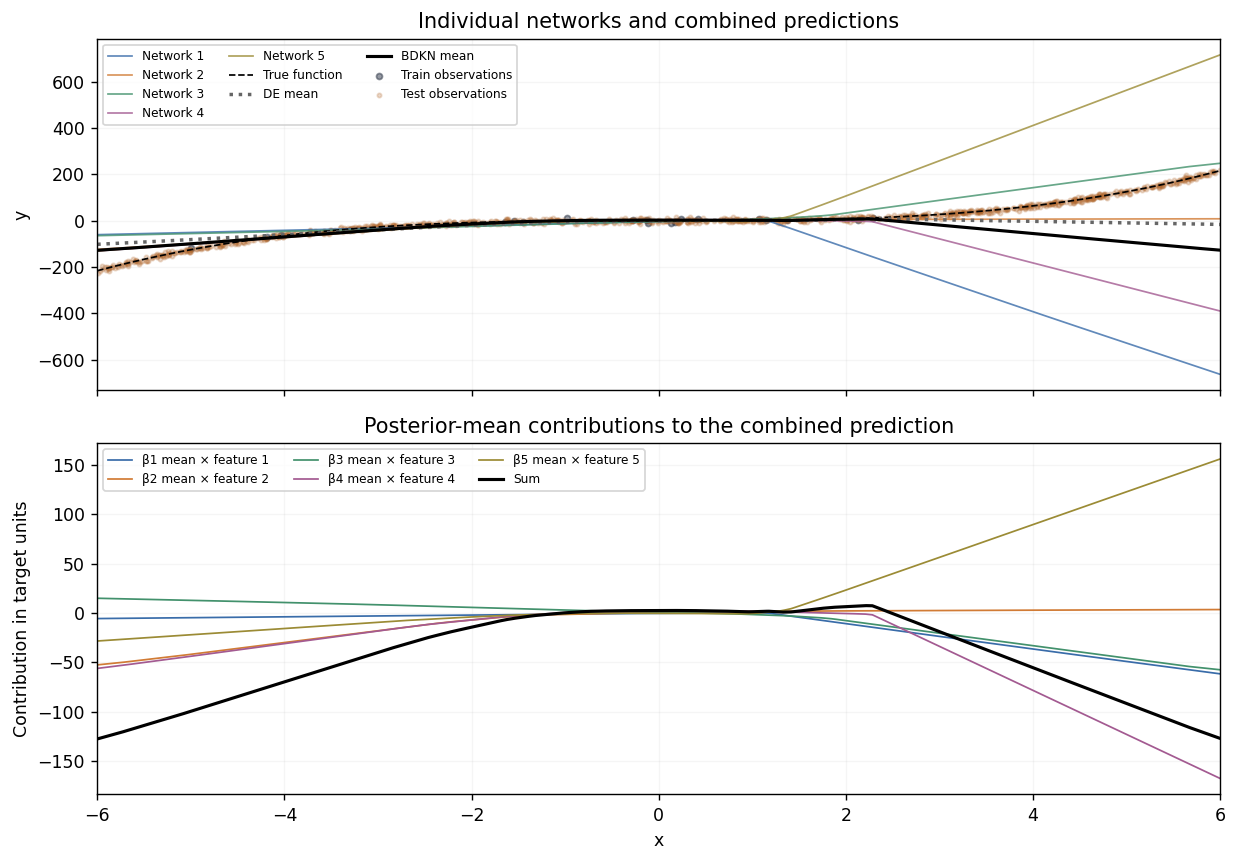 Individual networks and combined predictions
Network 1
Network 2
Network 3
Network 4
Network 5
True function
DE mean
BDKN mean
Train observations
Test observations
y
600
400
200
0
−200
−400
−600
Posterior-mean contributions to the combined prediction
β1 mean × feature 1
β2 mean × feature 2
β3 mean × feature 3
β4 mean × feature 4
β5 mean × feature 5
Sum
Contribution in target units
150
100
50
0
−50
−100
−150
−6
−4
−2
0
2
4
6
x